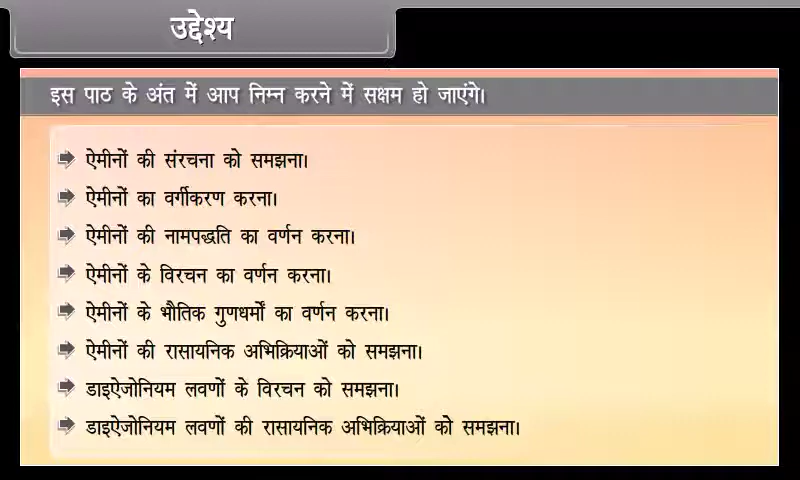 उद्देश्य
इस पाठ के अंत में आप निम्न करने में सक्षम हो जाएंगे।
ऐमीनों की संरचना को समझना।
ऐमीनों का वर्गीकरण करना।
ऐमीनों की नामपद्धति का वर्णन करना।
ऐमीनों के विरचन का वर्णन करना।
ऐमीनों के भौतिक गुणधर्मों का वर्णन करना।
ऐमीनों की रासायनिक अभिक्रियाओं को समझना।
डाइऐजोनियम लवणों के विरचन को समझना।
डाइऐजोनियम लवणों की रासायनिक अभिक्रियाओं को समझना।